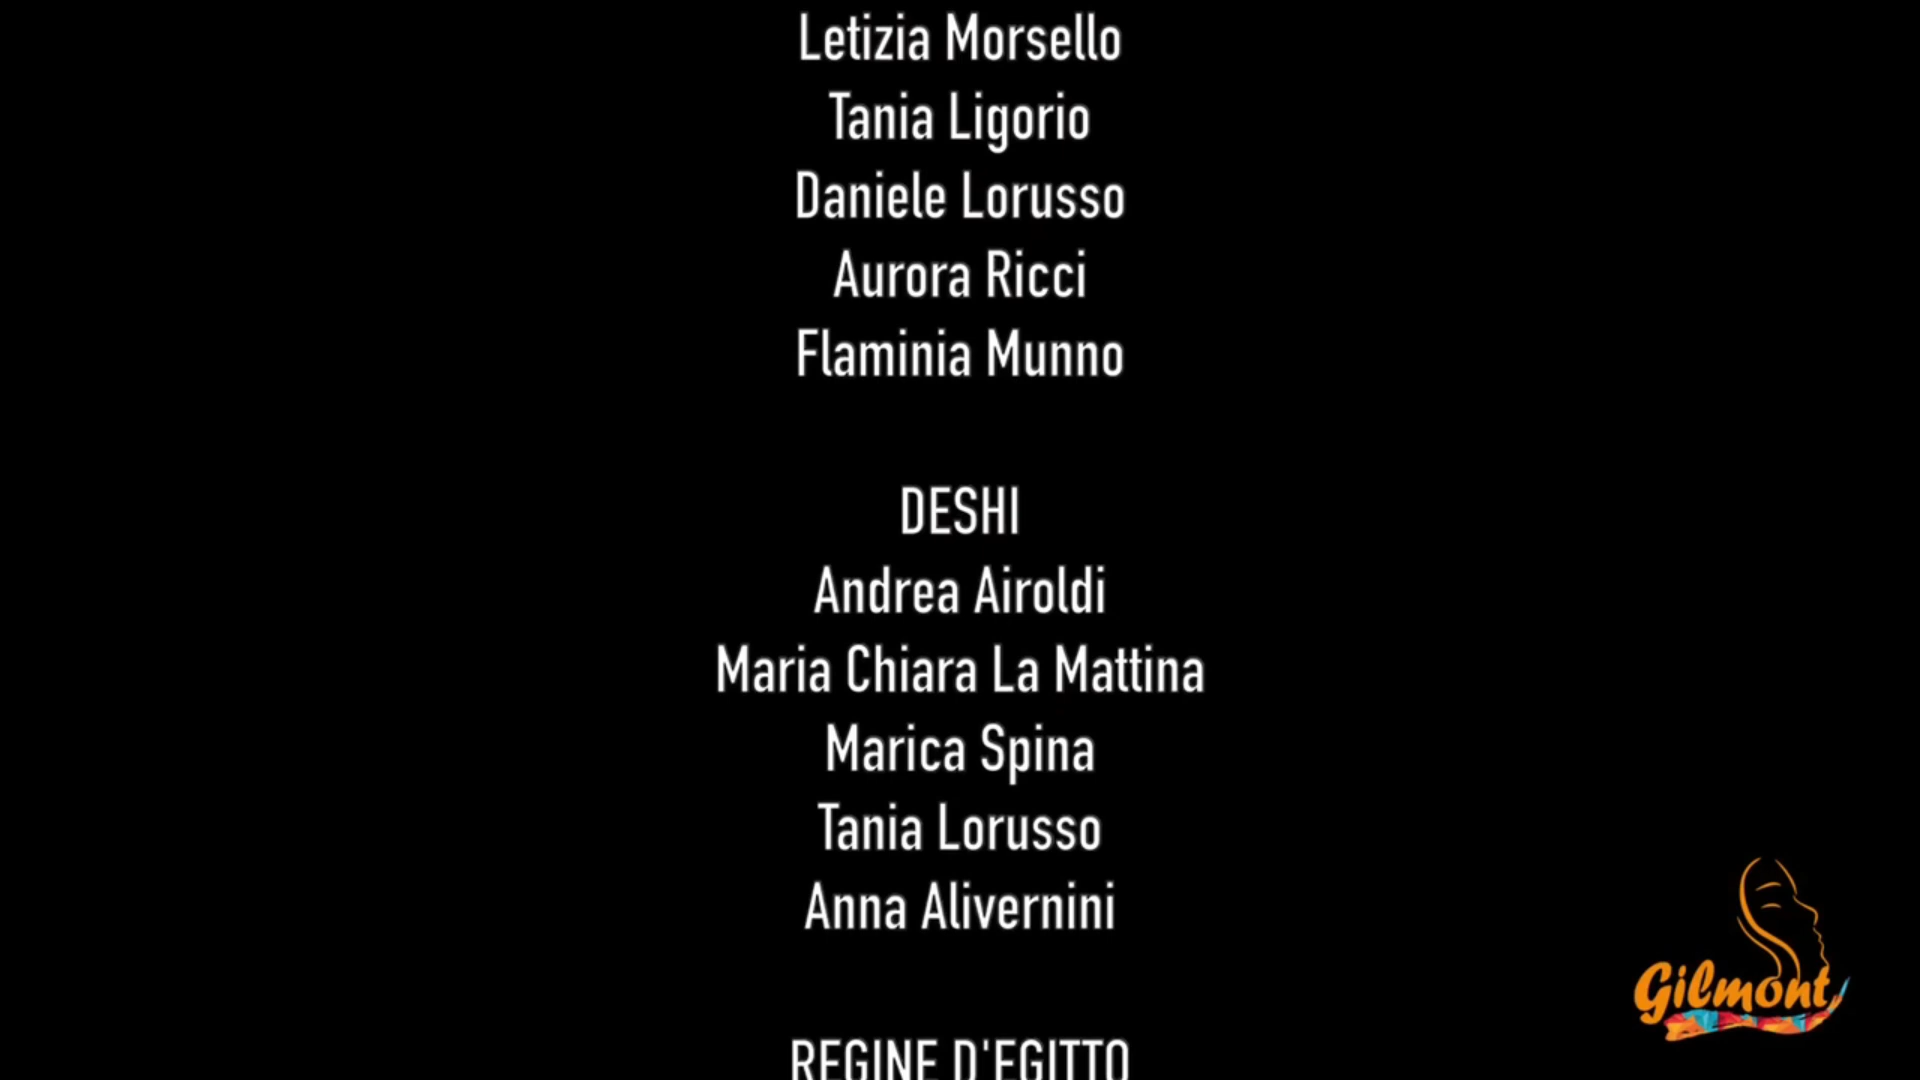 Letizia Morsello
Tania Ligorio
Daniele Lorusso
Aurora Ricci
Flaminia Munno
DESHI
Andrea Airoldi
Maria Chiara La Mattina
Marica Spina
Tania Lorusso
Anna Alivernini
REGINE D'EGITTO
Gilmont